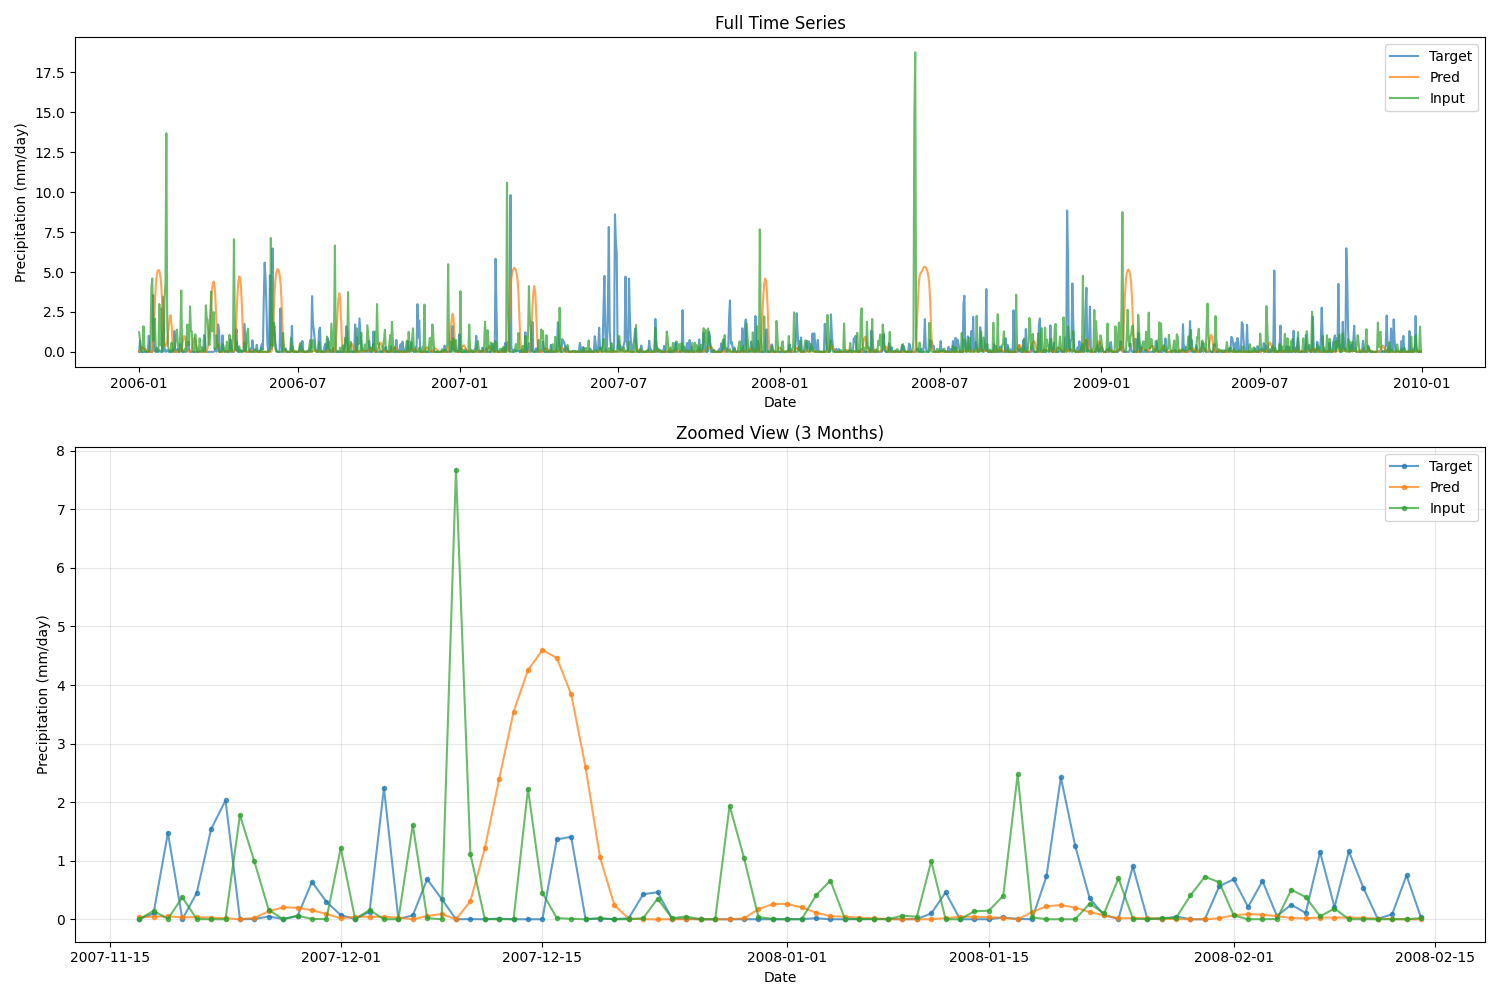 Full Time Series
Precipitation (mm/day)
17.5
15.0
12.5
10.0
7.5
5.0
2.5
0.0
Target
Pred
Input
2006-01 2006-07 2007-01 2007-07 2008-01 2008-07 2009-01 2009-07 2010-01
Date
Zoomed View (3 Months)
Precipitation (mm/day)
8
7
6
5
4
3
2
1
0
Target
Pred
Input
2007-11-15 2007-12-01 2007-12-15 2008-01-01 2008-01-15 2008-02-01 2008-02-15
Date